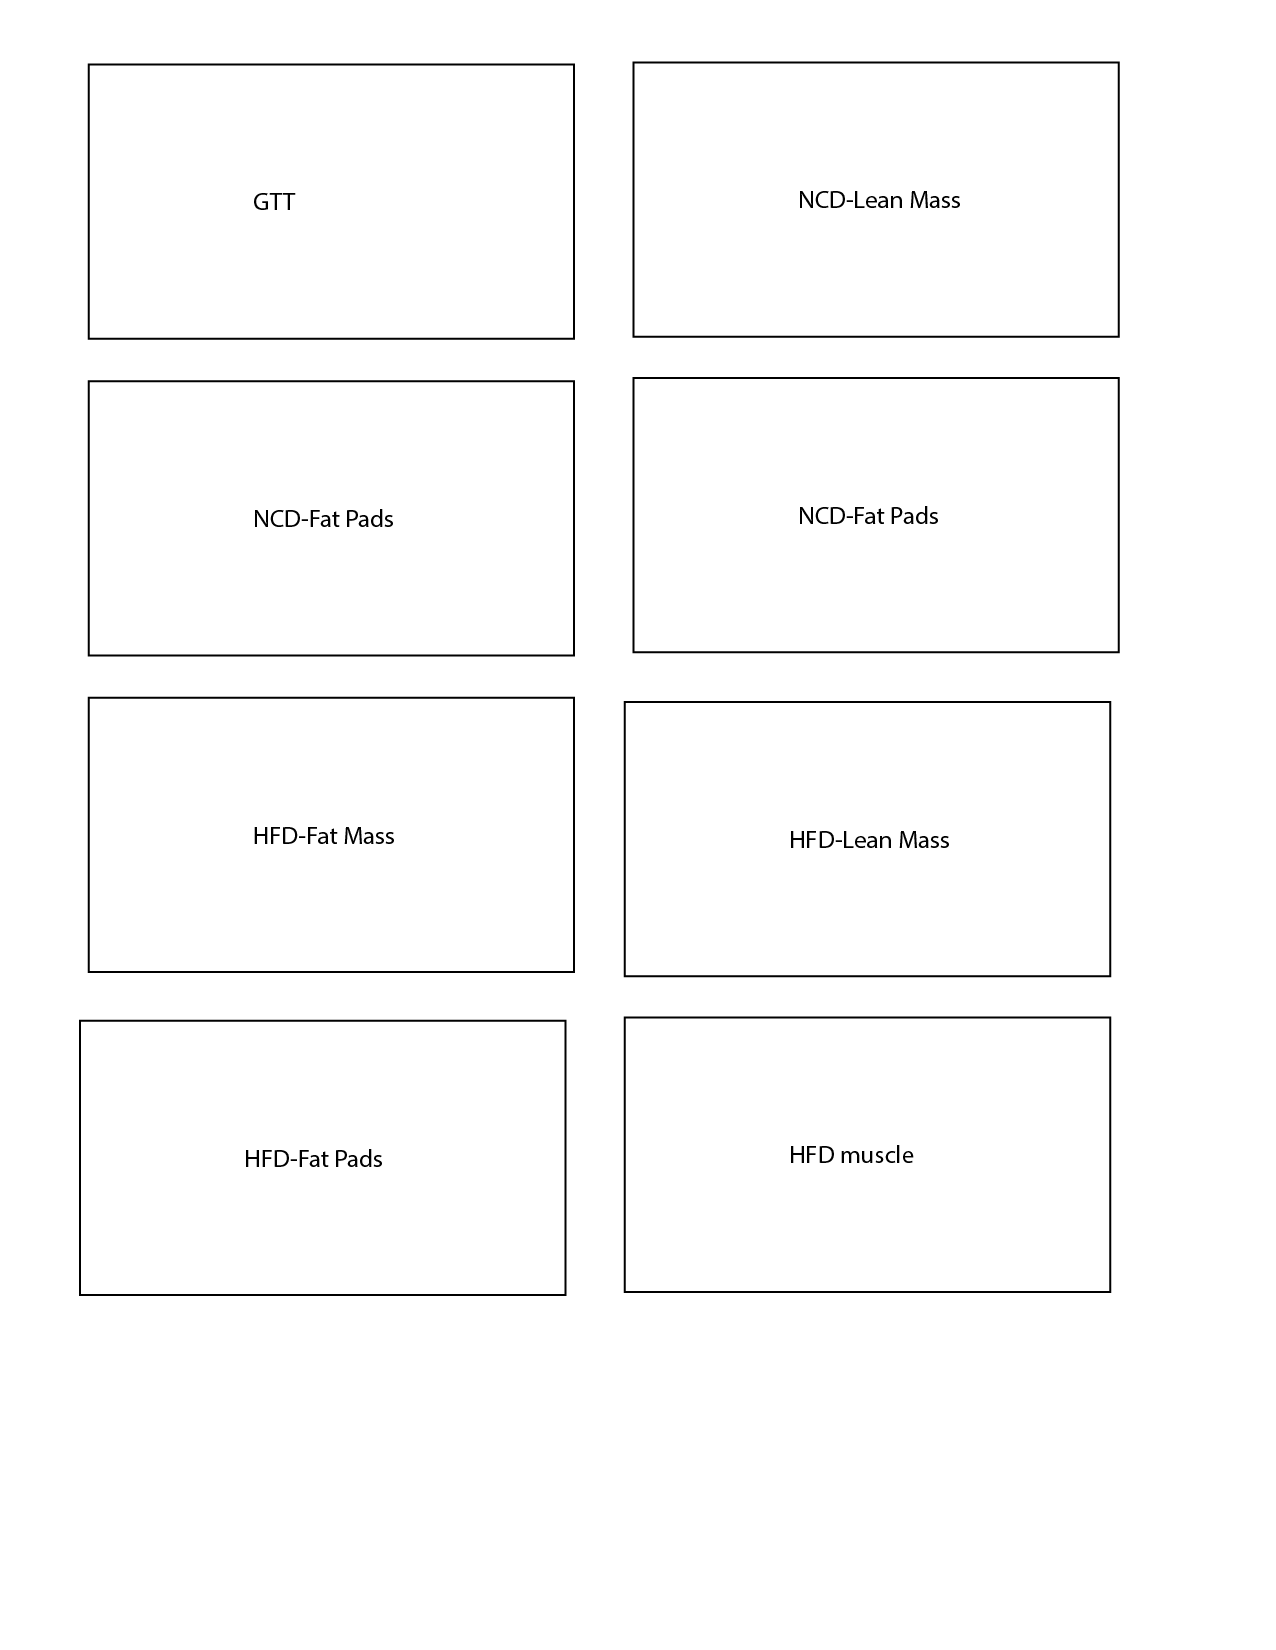 GTT
NCD-Lean Mass
NCD-Fat Pads
NCD-Fat Pads
HFD-Fat Mass
HFD-Lean Mass
HFD-Fat Pads
HFD muscle